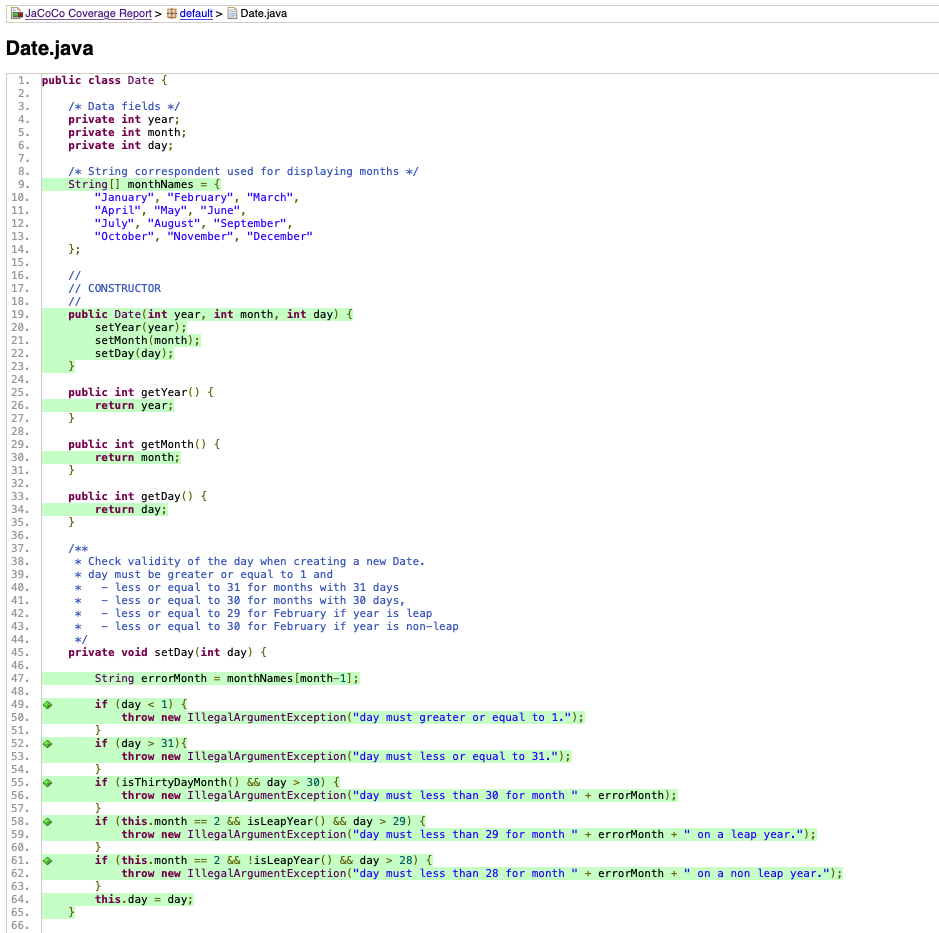 JaCoCo Coverage Report > default > Date.java
Date.java
1. public class Date {
2.
3.     /* Data fields */
4.     private int year;
5.     private int month;
6.     private int day;
7.
8.     /* String correspondent used for displaying months */
9.     String[] monthNames = {
10.         "January", "February", "March",
11.         "April", "May", "June",
12.         "July", "August", "September",
13.         "October", "November", "December"
14.     };
15.
16.     //
17.     // CONSTRUCTOR
18.     //
19.     public Date(int year, int month, int day) {
20.         setYear(year);
21.         setMonth(month);
22.         setDay(day);
23.     }
24.
25.     public int getYear() {
26.         return year;
27.     }
28.
29.     public int getMonth() {
30.         return month;
31.     }
32.
33.     public int getDay() {
34.         return day;
35.     }
36.
37.     /**
38.      * Check validity of the day when creating a new Date.
39.      * day must be greater or equal to 1 and
40.      *   - less or equal to 31 for months with 31 days
41.      *   - less or equal to 30 for months with 30 days,
42.      *   - less or equal to 29 for February if year is leap
43.      *   - less or equal to 30 for February if year is non-leap
44.      */
45.     private void setDay(int day) {
46.
47.         String errorMonth = monthNames[month-1];
48.
49.         if (day < 1) {
50.             throw new IllegalArgumentException("day must greater or equal to 1.");
51.         }
52.         if (day > 31){
53.             throw new IllegalArgumentException("day must less or equal to 31.");
54.         }
55.         if (isThirtyDayMonth() && day > 30) {
56.             throw new IllegalArgumentException("day must less than 30 for month " + errorMonth);
57.         }
58.         if (this.month == 2 && isLeapYear() && day > 29) {
59.             throw new IllegalArgumentException("day must less than 29 for month " + errorMonth + " on a leap year.");
60.         }
61.         if (this.month == 2 && !isLeapYear() && day > 28) {
62.             throw new IllegalArgumentException("day must less than 28 for month " + errorMonth + " on a non leap year.");
63.         }
64.         this.day = day;
65.     }
66.